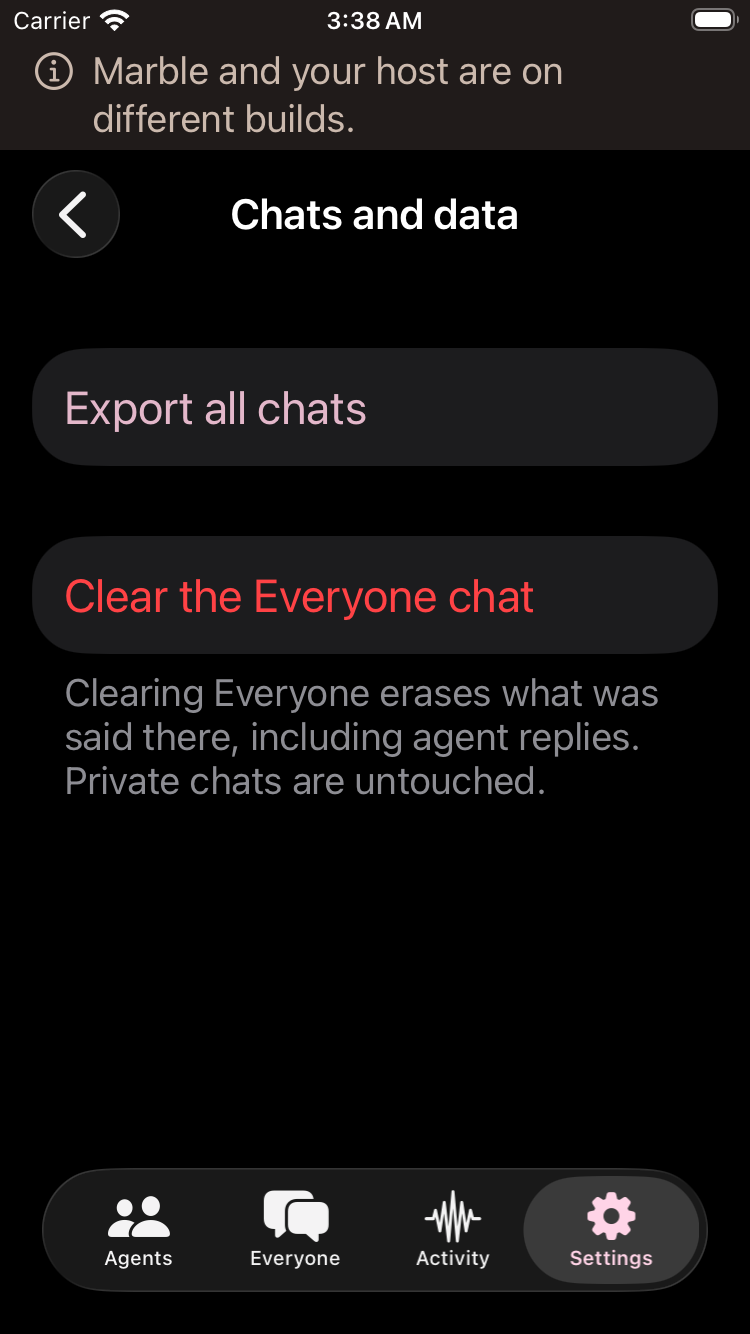 Carrier 3:38 AM
Marble and your host are on
different builds.
Chats and data
Export all chats
Clear the Everyone chat
Clearing Everyone erases what was
said there, including agent replies.
Private chats are untouched.
Agents Everyone Activity Settings